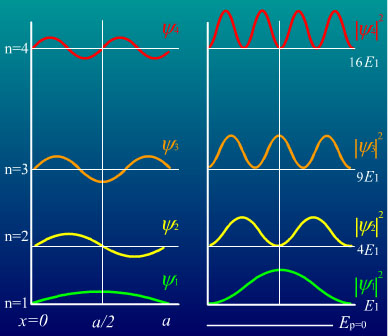 n=4 ψ₄ |ψ₄|²
16E₁
n=3 ψ₃ |ψ₃|²
9E₁
n=2 ψ₂ |ψ₂|²
4E₁
n=1 ψ₁ |ψ₁|²
E₁
x=0 a/2 a Eₚ₌₀